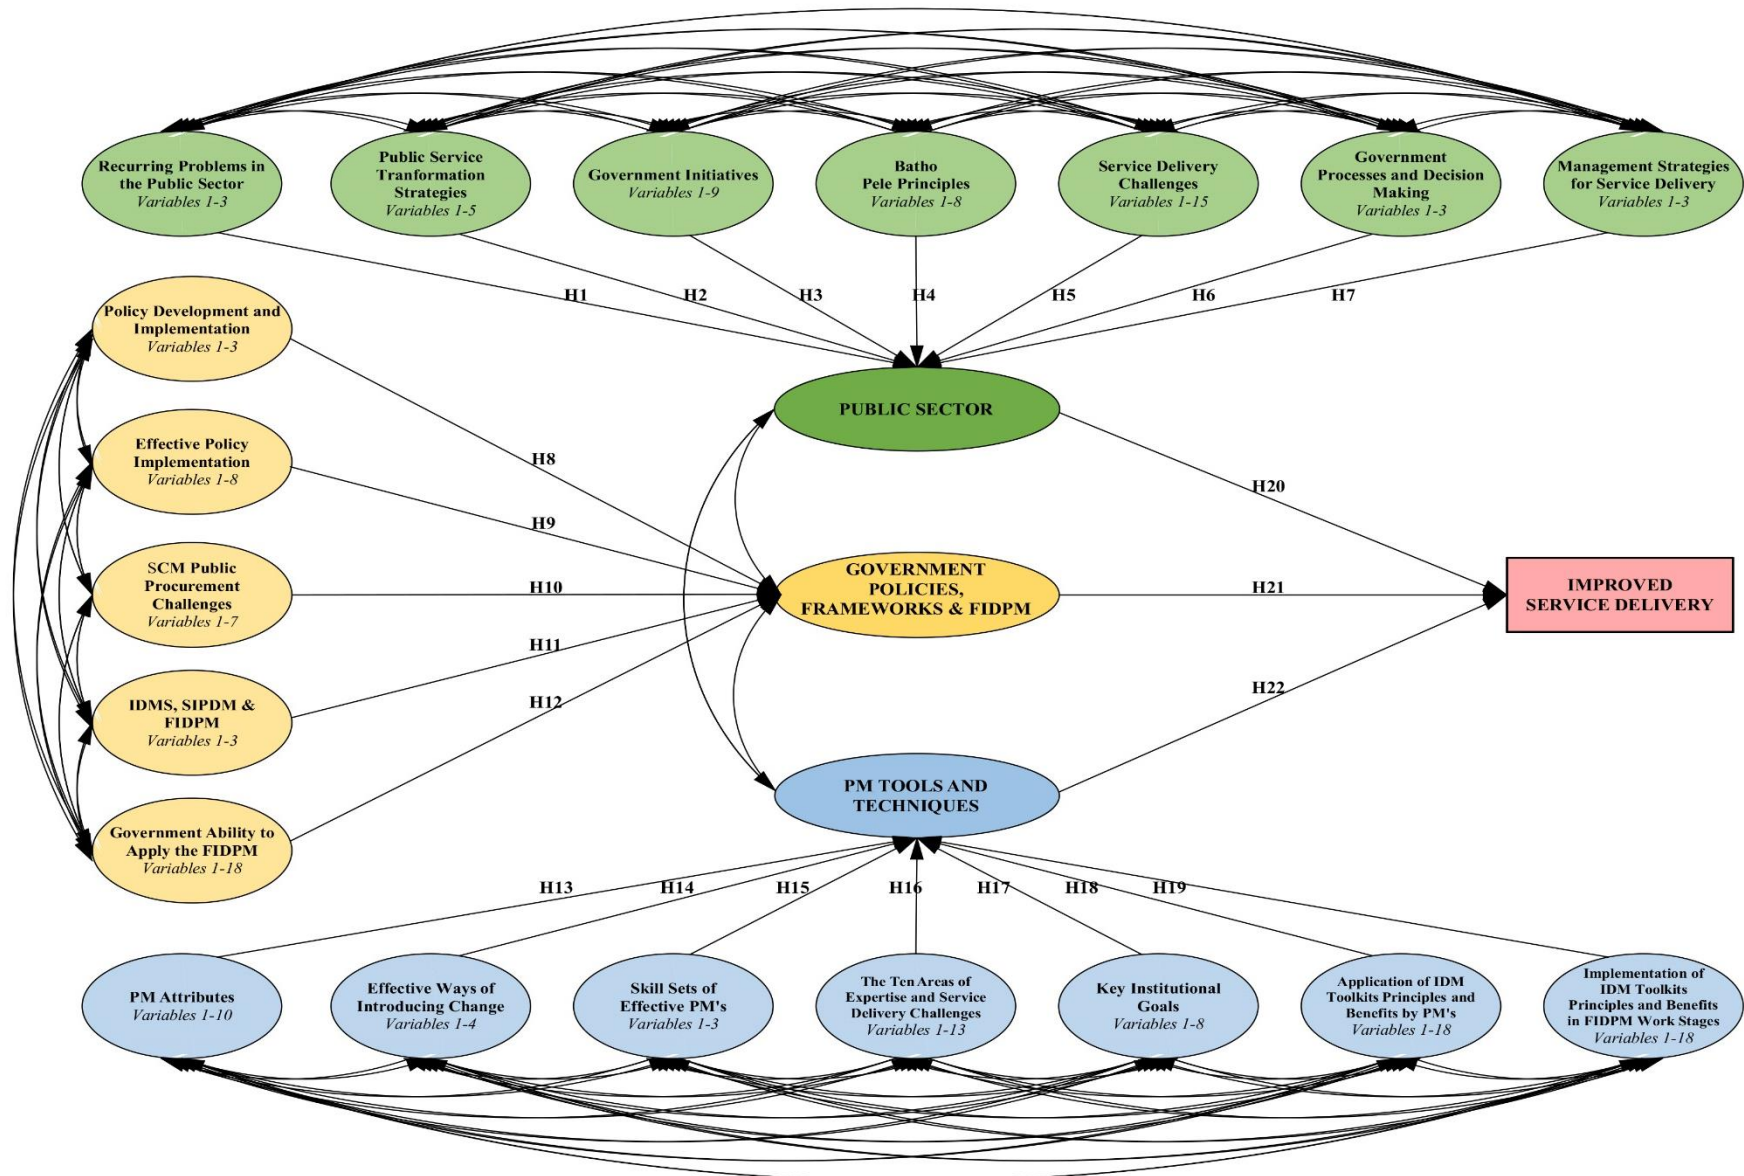 Recurring Problems in
the Public Sector
Variables 1-3
Public Service
Tranformation
Strategies
Variables 1-5
Government Initiatives
Variables 1-9
Batho
Pele Principles
Variables 1-8
Service Delivery
Challenges
Variables 1-15
Government
Processes and Decision
Making
Variables 1-3
Management Strategies
for Service Delivery
Variables 1-3
H1
H2
H3
H4
H5
H6
H7
Policy Development and
Implementation
Variables 1-3
Effective Policy
Implementation
Variables 1-8
SCM Public
Procurement
Challenges
Variables 1-7
IDMS, SIPDM &
FIDPM
Variables 1-3
Government Ability to
Apply the FIDPM
Variables 1-18
H8
H9
H10
H11
H12
PUBLIC SECTOR
GOVERNMENT
POLICIES,
FRAMEWORKS & FIDPM
PM TOOLS AND
TECHNIQUES
H20
H21
H22
IMPROVED
SERVICE DELIVERY
H13
H14
H15
H16
H17
H18
H19
PM Attributes
Variables 1-10
Effective Ways of
Introducing Change
Variables 1-4
Skill Sets of
Effective PM's
Variables 1-3
The Ten Areas of
Expertise and Service
Delivery Challenges
Variables 1-13
Key Institutional
Goals
Variables 1-8
Application of IDM
Toolkits Principles and
Benefits by PM's
Variables 1-18
Implementation of
IDM Toolkits
Principles and Benefits
in FIDPM Work Stages
Variables 1-18